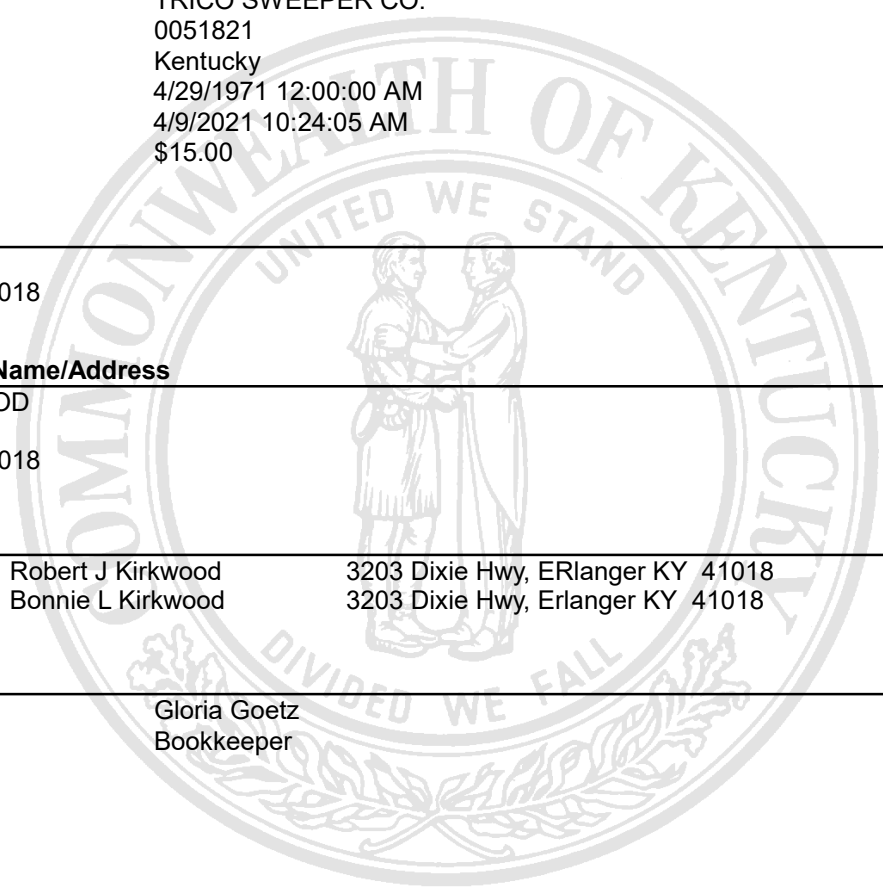 TRICO SWEEPER CO.
0051821
Kentucky
4/29/1971 12:00:00 AM
4/9/2021 10:24:05 AM
$15.00
COMMONWEALTH OF KENTUCKY
UNITED WE STAND
018
Name/Address
OD
018
Robert J Kirkwood 3203 Dixie Hwy, ERlanger KY 41018
Bonnie L Kirkwood 3203 Dixie Hwy, Erlanger KY 41018
DIVIDED WE FALL
Gloria Goetz
Bookkeeper